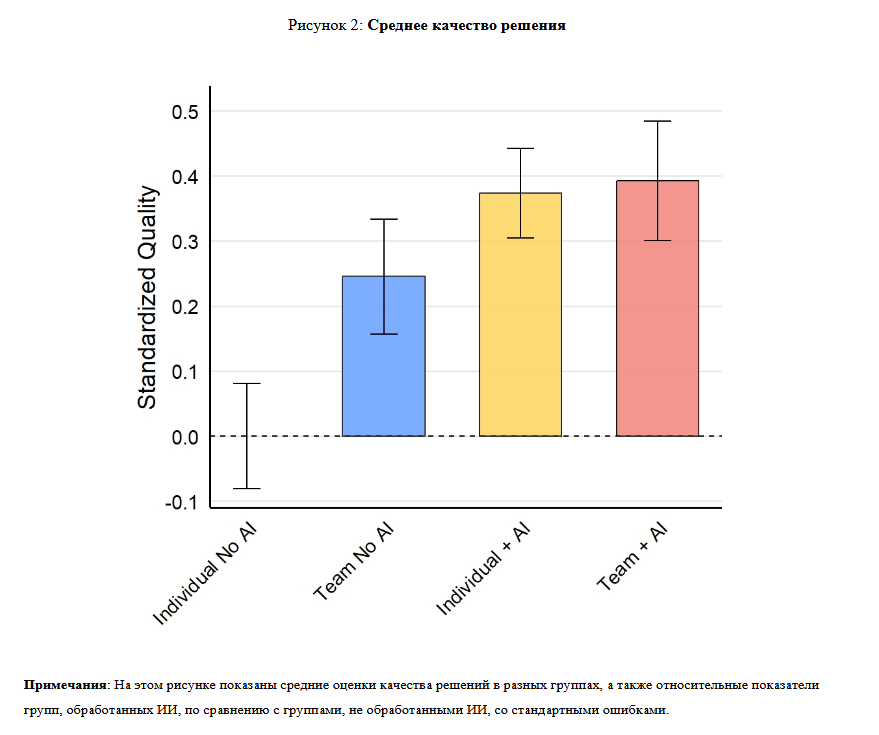 Рисунок 2: Среднее качество решения
0.5
0.4
0.3
0.2
0.1
0.0
-0.1
Standardized Quality
Individual No AI
Team No AI
Individual + AI
Team + AI
Примечания: На этом рисунке показаны средние оценки качества решений в разных группах, а также относительные показатели
групп, обработанных ИИ, по сравнению с группами, не обработанными ИИ, со стандартными ошибками.